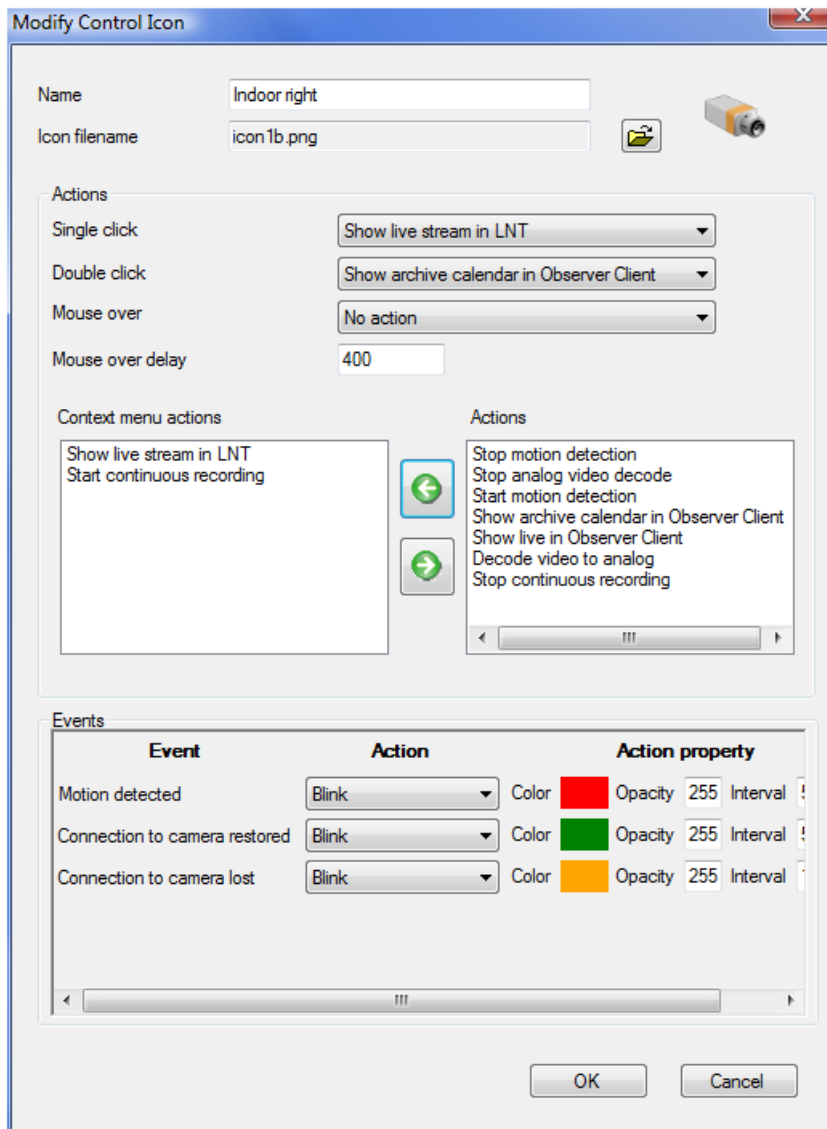 Modify Control Icon
Name Indoor right
Icon filename icon1b.png
Actions
Single click Show live stream in LNT
Double click Show archive calendar in Observer Client
Mouse over No action
Mouse over delay 400
Context menu actions
Show live stream in LNT
Start continuous recording
Actions
Stop motion detection
Stop analog video decode
Start motion detection
Show archive calendar in Observer Client
Show live in Observer Client
Decode video to analog
Stop continuous recording
Events
Event Action Action property
Motion detected Blink Color Opacity 255 Interval
Connection to camera restored Blink Color Opacity 255 Interval
Connection to camera lost Blink Color Opacity 255 Interval
OK Cancel